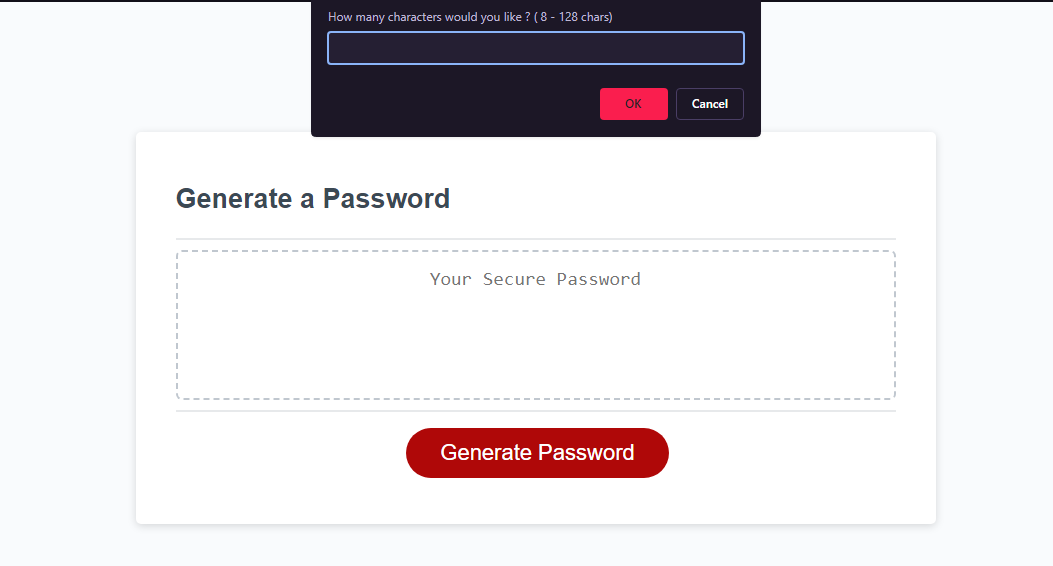 How many characters would you like ? ( 8 - 128 chars)
OK
Cancel
Generate a Password
Your Secure Password
Generate Password